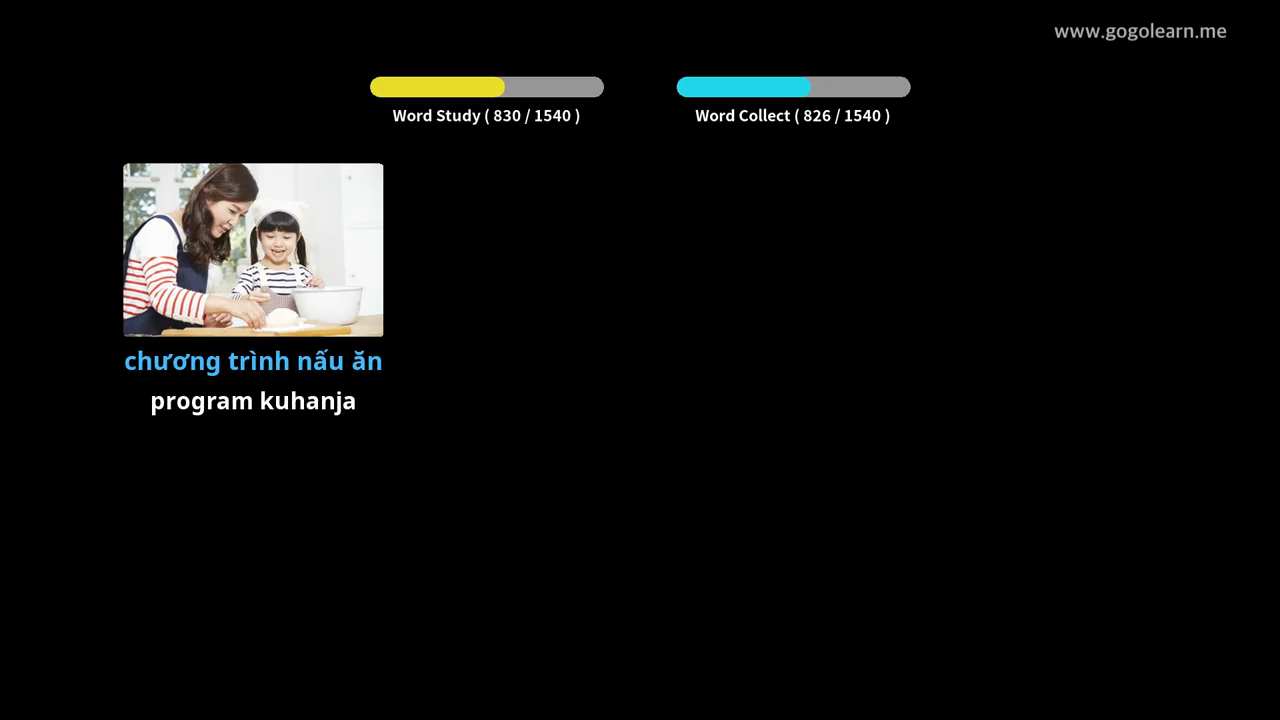 www.gogolearn.me
Word Study ( 830 / 1540 )
Word Collect ( 826 / 1540 )
chương trình nấu ăn
program kuhanja